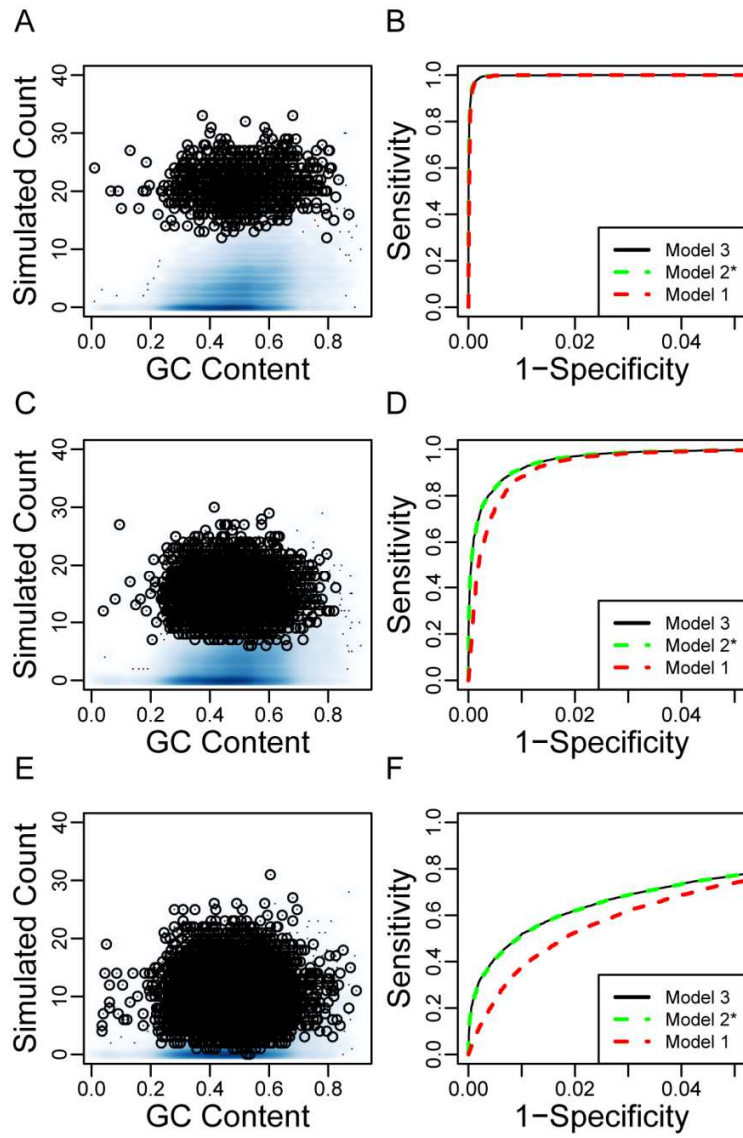 A
Simulated Count
40
30
20
10
0
0.0 0.2 0.4 0.6 0.8
GC Content
B
Sensitivity
1.0
0.8
0.6
0.4
0.2
0.0
Model 3
Model 2*
Model 1
0.00 0.02 0.04
1−Specificity
C
Simulated Count
40
30
20
10
0
0.0 0.2 0.4 0.6 0.8
GC Content
D
Sensitivity
1.0
0.8
0.6
0.4
0.2
0.0
Model 3
Model 2*
Model 1
0.00 0.02 0.04
1−Specificity
E
Simulated Count
40
30
20
10
0
0.0 0.2 0.4 0.6 0.8
GC Content
F
Sensitivity
1.0
0.8
0.6
0.4
0.2
0.0
Model 3
Model 2*
Model 1
0.00 0.02 0.04
1−Specificity